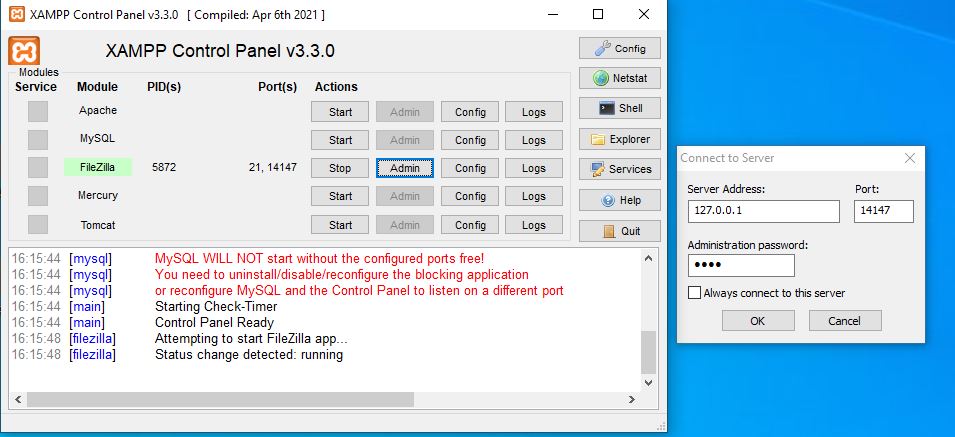 XAMPP Control Panel v3.3.0 [ Compiled: Apr 6th 2021 ]
XAMPP Control Panel v3.3.0
Config
Modules
Service Module PID(s) Port(s) Actions
Netstat
Apache Start Admin Config Logs
Shell
MySQL Start Admin Config Logs
Explorer
FileZilla 5872 21, 14147 Stop Admin Config Logs
Services
Mercury Start Admin Config Logs
Help
Tomcat Start Admin Config Logs
Quit
16:15:44 [mysql] MySQL WILL NOT start without the configured ports free!
16:15:44 [mysql] You need to uninstall/disable/reconfigure the blocking application
16:15:44 [mysql] or reconfigure MySQL and the Control Panel to listen on a different port
16:15:44 [main] Starting Check-Timer
16:15:44 [main] Control Panel Ready
16:15:48 [filezilla] Attempting to start FileZilla app...
16:15:48 [filezilla] Status change detected: running
Connect to Server
Server Address: Port:
127.0.0.1 14147
Administration password:
••••
Always connect to this server
OK Cancel